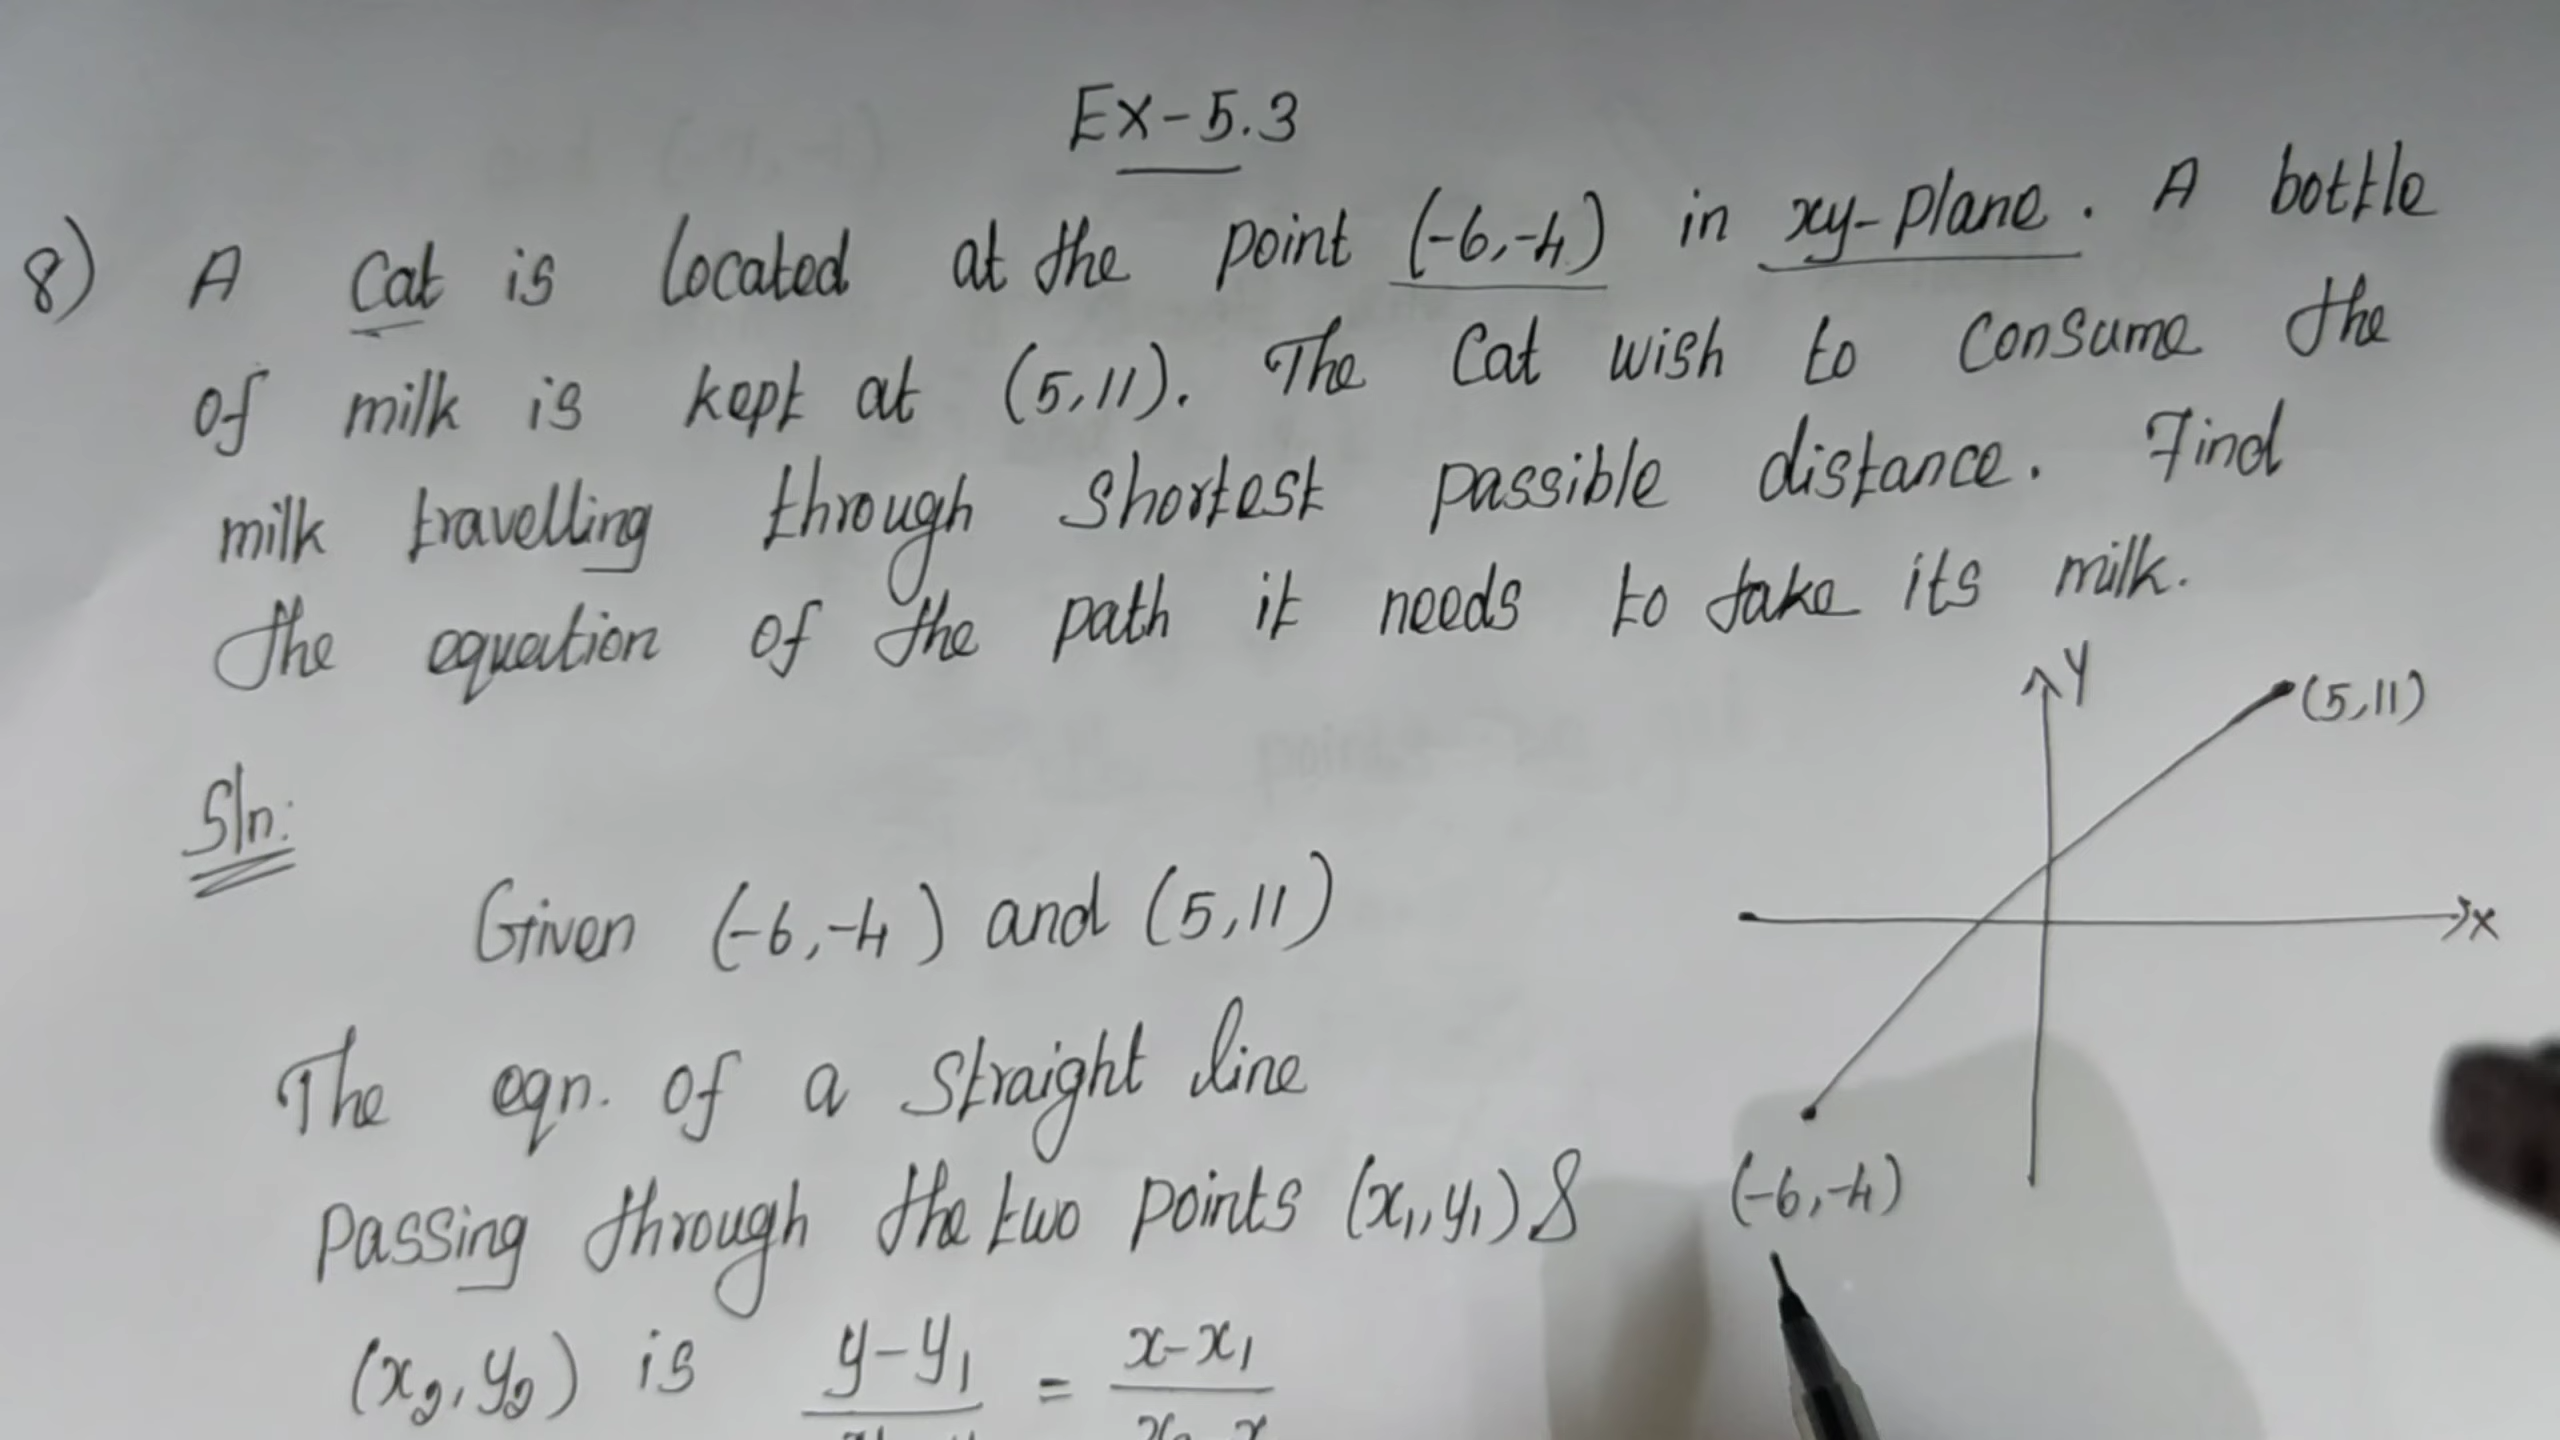 Ex-5.3
8) A Cat is located at the point (-6,-4) in xy-plane. A bottle
of milk is kept at (5,11). The Cat wish to Consume the
milk travelling through Shortest passible distance. Find
the equation of the path it needs to take its milk.
Sln:
Given (-6,-4) and (5,11)
The eqn. of a Straight line
Passing through the two points (x₁,y₁) &
(x₂,y₂) is y-y₁ = x-x₁
Y
(5,11)
X
(-6,-4)